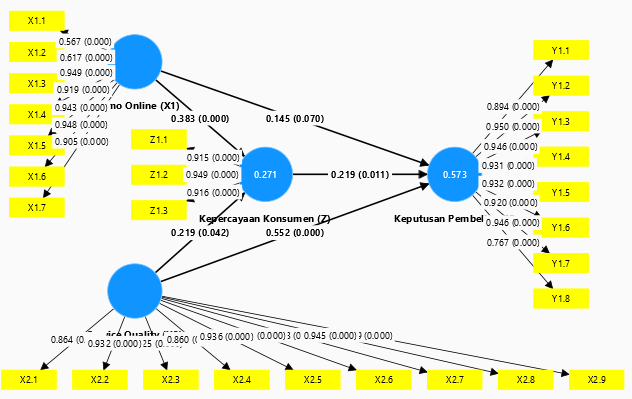 X1.1
X1.2
X1.3
X1.4
X1.5
X1.6
X1.7
0.567 (0.000)
0.617 (0.000)
0.949 (0.000)
0.919 (0.000)
0.943 (0.000)
0.948 (0.000)
0.905 (0.000)
Online (X1)
0.383 (0.000)
0.145 (0.070)
Z1.1
Z1.2
Z1.3
0.915 (0.000)
0.949 (0.000)
0.916 (0.000)
0.271
Kepercayaan Konsumen (Z)
0.219 (0.011)
0.573
Keputusan Pembel
0.219 (0.042)
0.552 (0.000)
Y1.1
Y1.2
Y1.3
Y1.4
Y1.5
Y1.6
Y1.7
Y1.8
0.894 (0.000)
0.950 (0.000)
0.946 (0.000)
0.931 (0.000)
0.932 (0.000)
0.920 (0.000)
0.946 (0.000)
0.767 (0.000)
Quality
0.864
0.932 (0.000)
0.860
0.936 (0.000)
(0.000)
0.945 (0.000)
(0.000)
X2.1
X2.2
X2.3
X2.4
X2.5
X2.6
X2.7
X2.8
X2.9